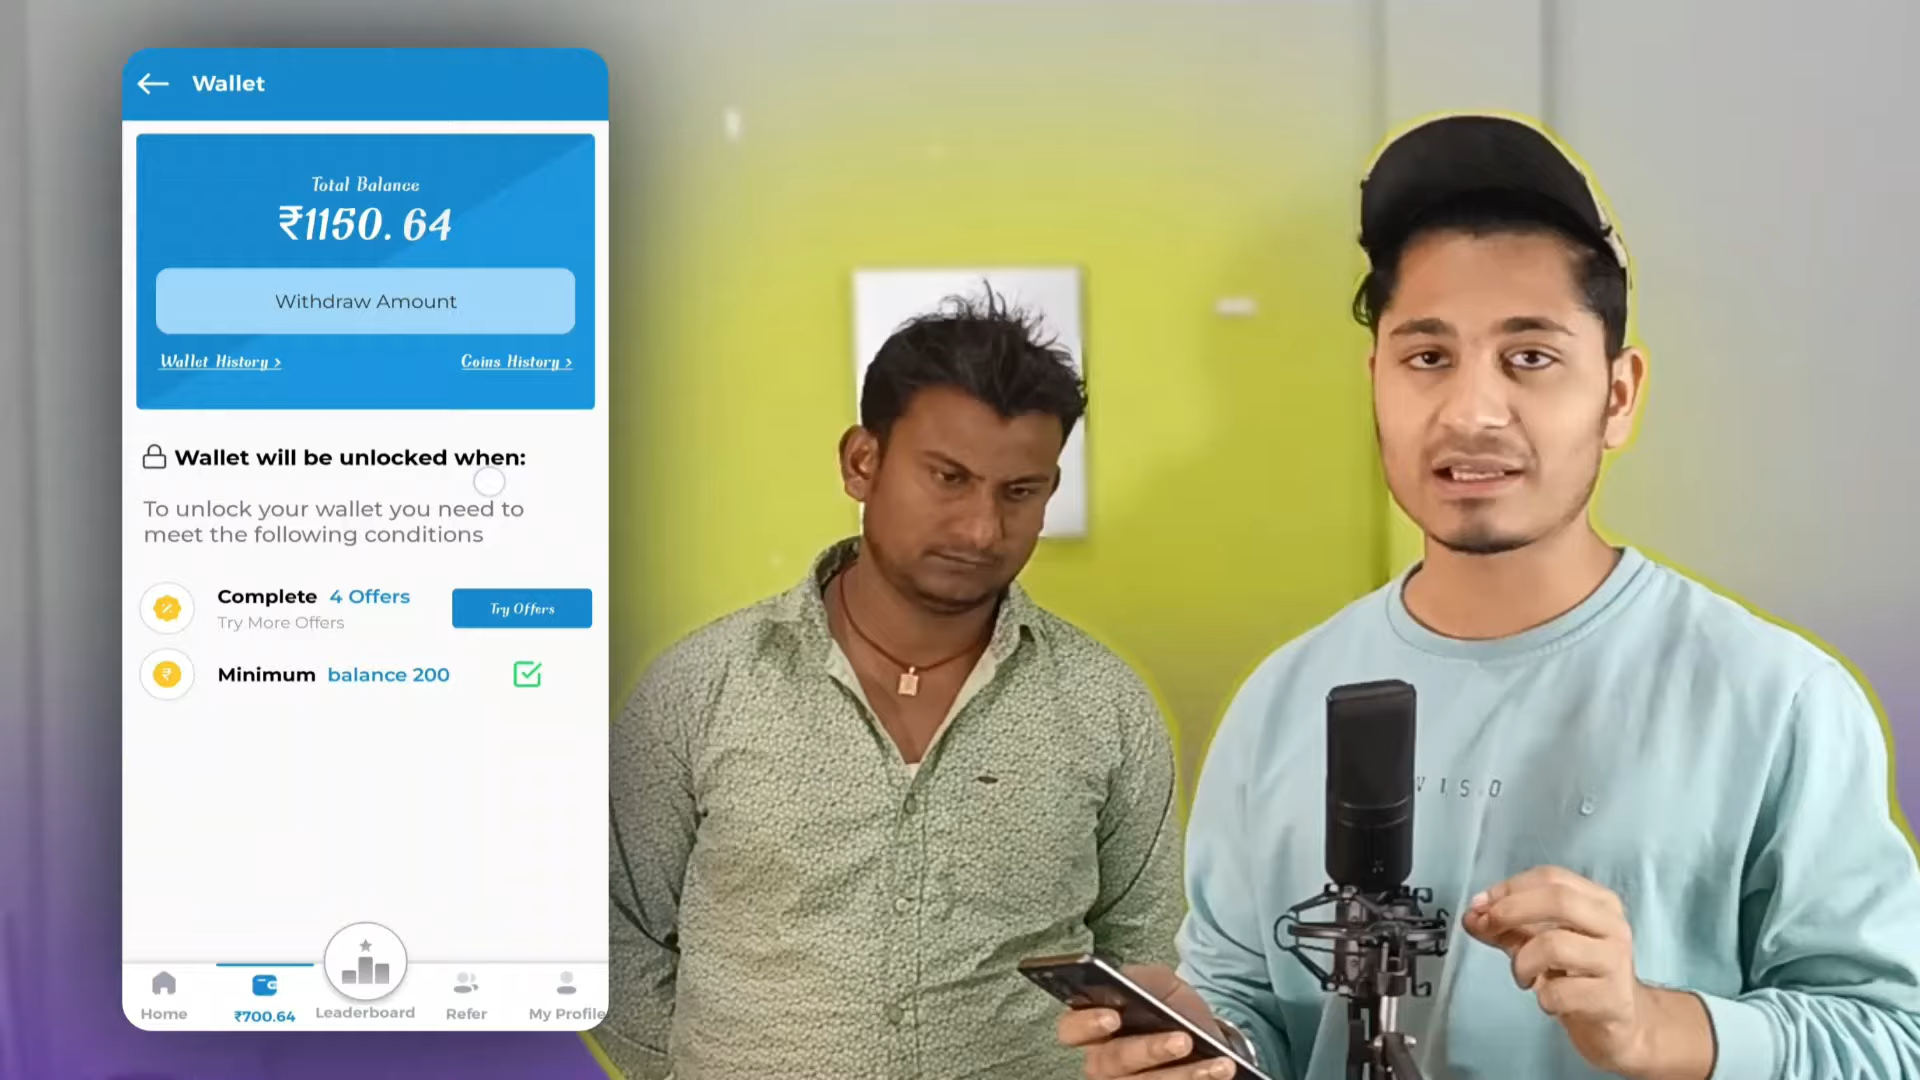 Wallet
Total Balance
₹1150.64
Withdraw Amount
Wallet History >
Coins History >
Wallet will be unlocked when:
To unlock your wallet you need to
meet the following conditions
Complete 4 Offers
Try More Offers
Try Offers
Minimum balance 200
Home
₹700.64
Leaderboard
Refer
My Profile
VISO